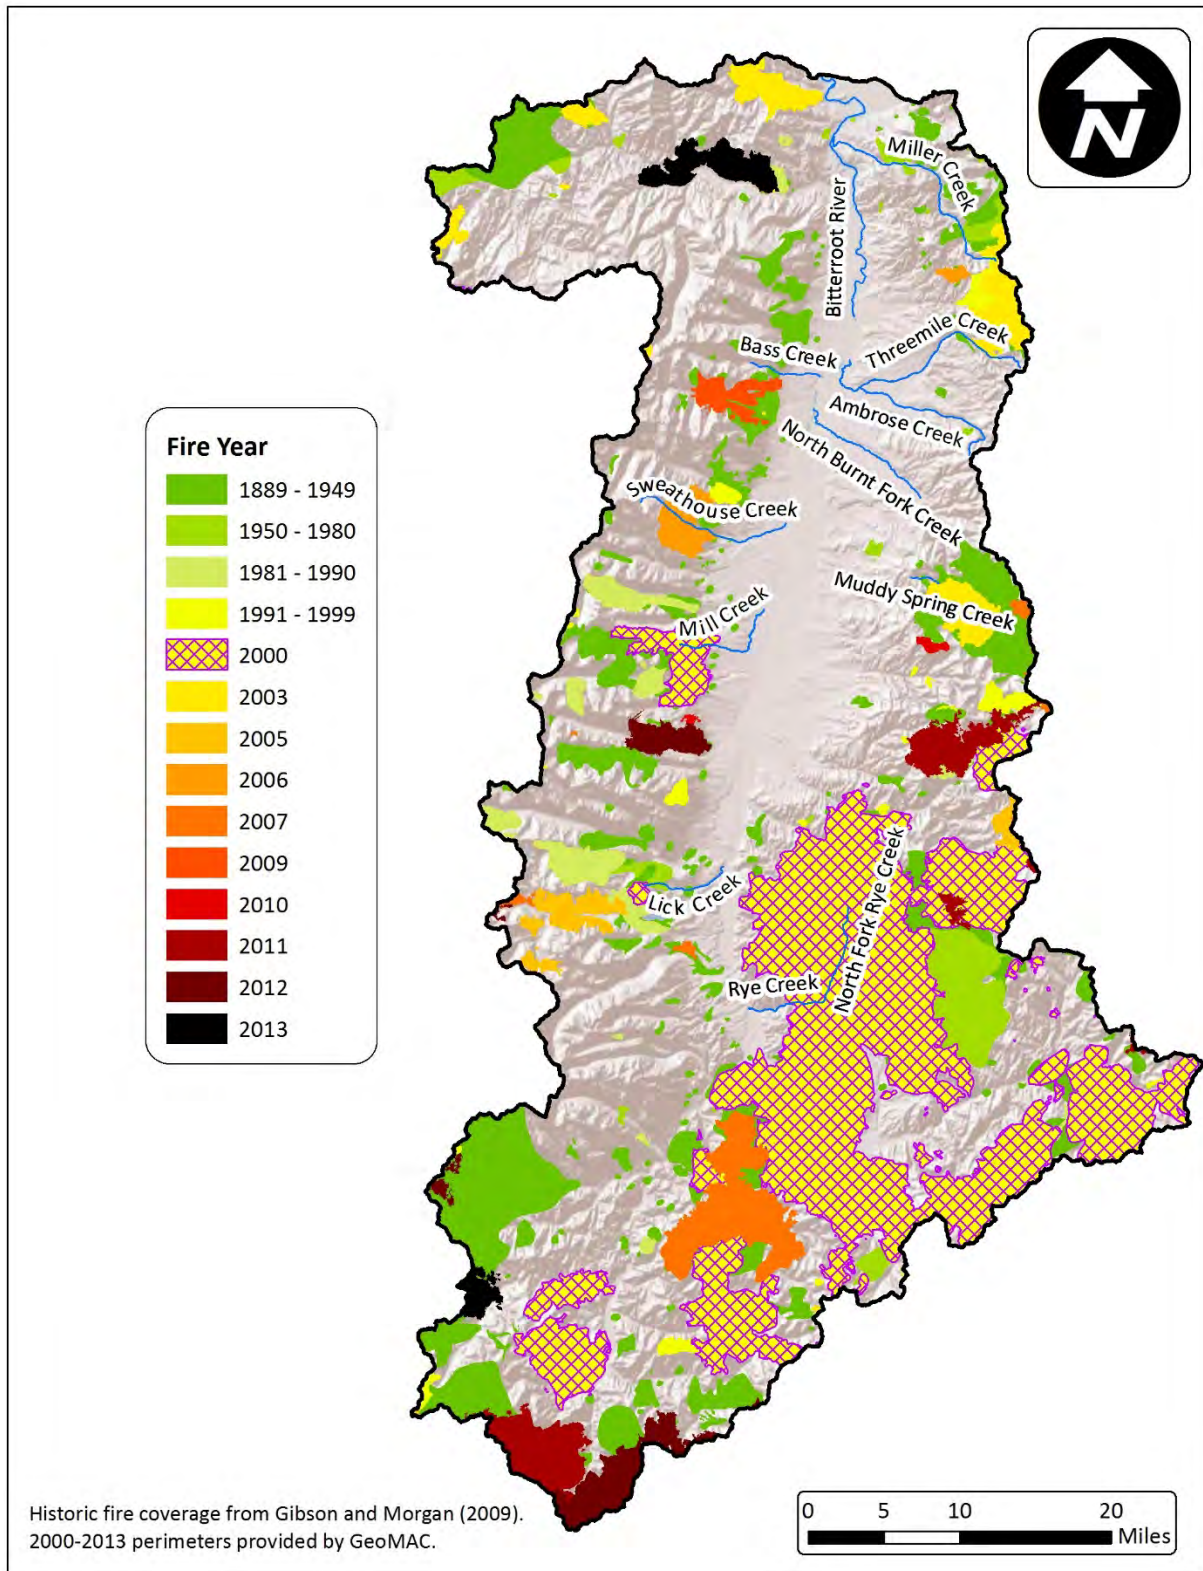 N
Miller Creek
Bitterroot River
Threemile Creek
Bass Creek
Ambrose Creek
North Burnt Fork Creek
Sweathouse Creek
Muddy Spring Creek
Mill Creek
Lick Creek
North Fork Rye Creek
Rye Creek
Fire Year
1889 - 1949
1950 - 1980
1981 - 1990
1991 - 1999
2000
2003
2005
2006
2007
2009
2010
2011
2012
2013
Historic fire coverage from Gibson and Morgan (2009).
2000-2013 perimeters provided by GeoMAC.
0 5 10 20
Miles